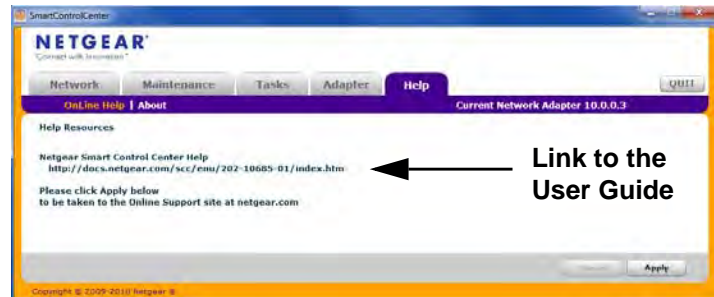 SmartControlCenter
NETGEAR®
"Connect with Innovation"
Network Maintenance Tasks Adapter Help QUIT
OnLine Help | About Current Network Adapter 10.0.0.3
Help Resources
Netgear Smart Control Center Help
http://docs.netgear.com/scc/enu/202-10685-01/index.htm
Link to the
User Guide
Please click Apply below
to be taken to the Online Support site at netgear.com
Apply
Copyright © 2009-2010 Netgear ®